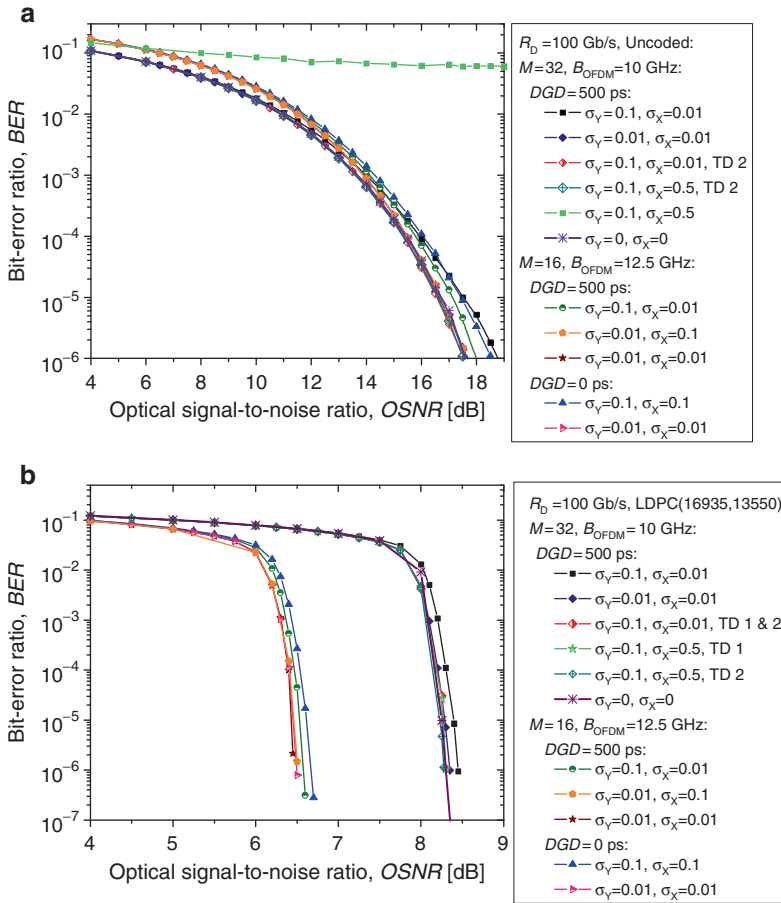 a
10⁻¹
10⁻²
10⁻³
10⁻⁴
10⁻⁵
10⁻⁶
Bit-error ratio, BER
4 6 8 10 12 14 16 18
Optical signal-to-noise ratio, OSNR [dB]
R_D =100 Gb/s, Uncoded:
M=32, B_OFDM=10 GHz:
DGD=500 ps:
σ_Y=0.1, σ_X=0.01
σ_Y=0.01, σ_X=0.01
σ_Y=0.1, σ_X=0.01, TD 2
σ_Y=0.1, σ_X=0.5, TD 2
σ_Y=0.1, σ_X=0.5
σ_Y=0, σ_X=0
M=16, B_OFDM=12.5 GHz:
DGD=500 ps:
σ_Y=0.1, σ_X=0.01
σ_Y=0.01, σ_X=0.1
σ_Y=0.01, σ_X=0.01
DGD=0 ps:
σ_Y=0.1, σ_X=0.1
σ_Y=0.01, σ_X=0.01
b
10⁻¹
10⁻²
10⁻³
10⁻⁴
10⁻⁵
10⁻⁶
10⁻⁷
Bit-error ratio, BER
4 5 6 7 8 9
Optical signal-to-noise ratio, OSNR [dB]
R_D =100 Gb/s, LDPC(16935,13550)
M=32, B_OFDM=10 GHz:
DGD=500 ps:
σ_Y=0.1, σ_X=0.01
σ_Y=0.01, σ_X=0.01
σ_Y=0.1, σ_X=0.01, TD 1 & 2
σ_Y=0.1, σ_X=0.5, TD 1
σ_Y=0.1, σ_X=0.5, TD 2
σ_Y=0, σ_X=0
M=16, B_OFDM=12.5 GHz:
DGD=500 ps:
σ_Y=0.1, σ_X=0.01
σ_Y=0.01, σ_X=0.1
σ_Y=0.01, σ_X=0.01
DGD=0 ps:
σ_Y=0.1, σ_X=0.1
σ_Y=0.01, σ_X=0.01